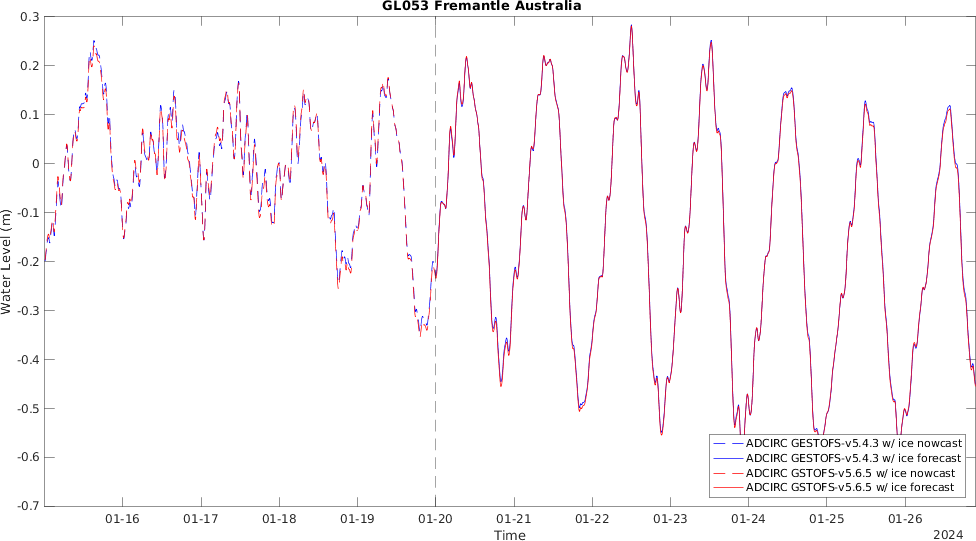 GL053 Fremantle Australia
0.3
0.2
0.1
0
-0.1
-0.2
-0.3
-0.4
-0.5
-0.6
-0.7
Water Level (m)
01-16 01-17 01-18 01-19 01-20 01-21 01-22 01-23 01-24 01-25 01-26
Time
2024
ADCIRC GESTOFS-v5.4.3 w/ ice nowcast
ADCIRC GESTOFS-v5.4.3 w/ ice forecast
ADCIRC GSTOFS-v5.6.5 w/ ice nowcast
ADCIRC GSTOFS-v5.6.5 w/ ice forecast